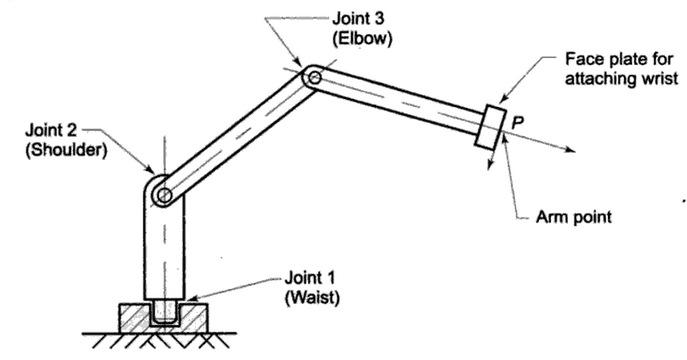 Joint 3
(Elbow)
Face plate for
attaching wrist
Joint 2
(Shoulder)
P
Arm point
Joint 1
(Waist)